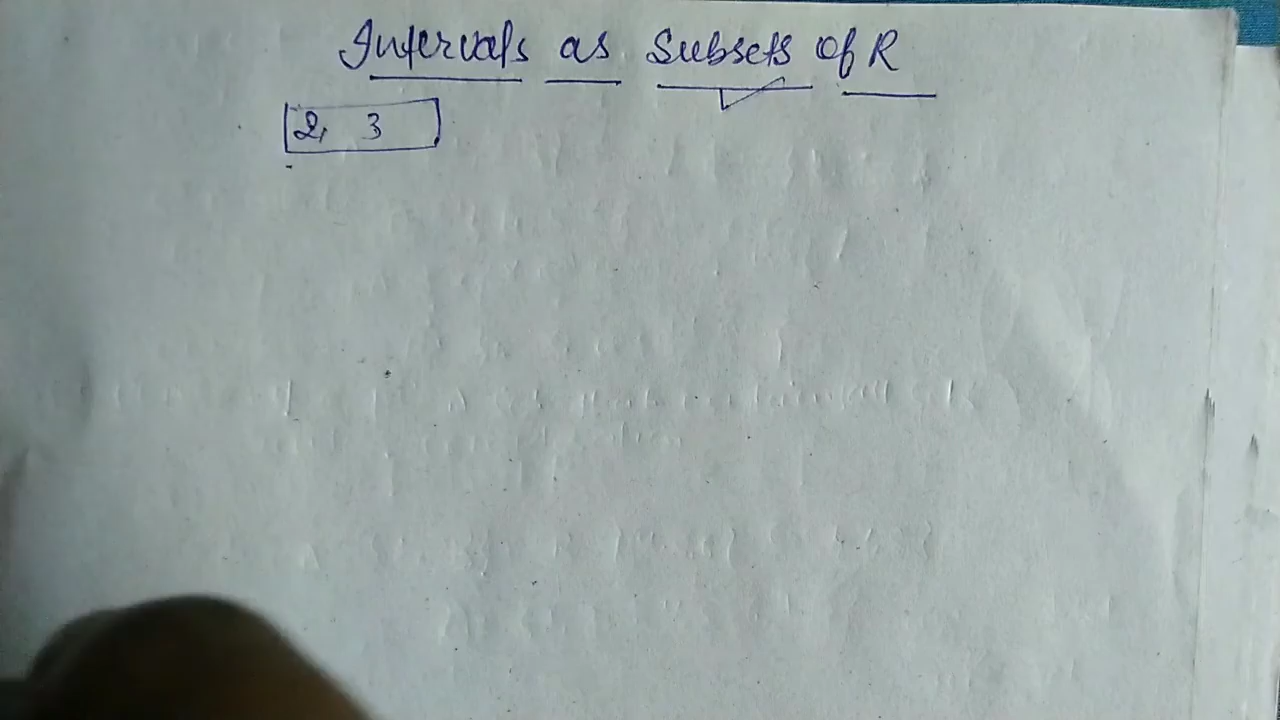 Intervals as Subsets of R
2, 3